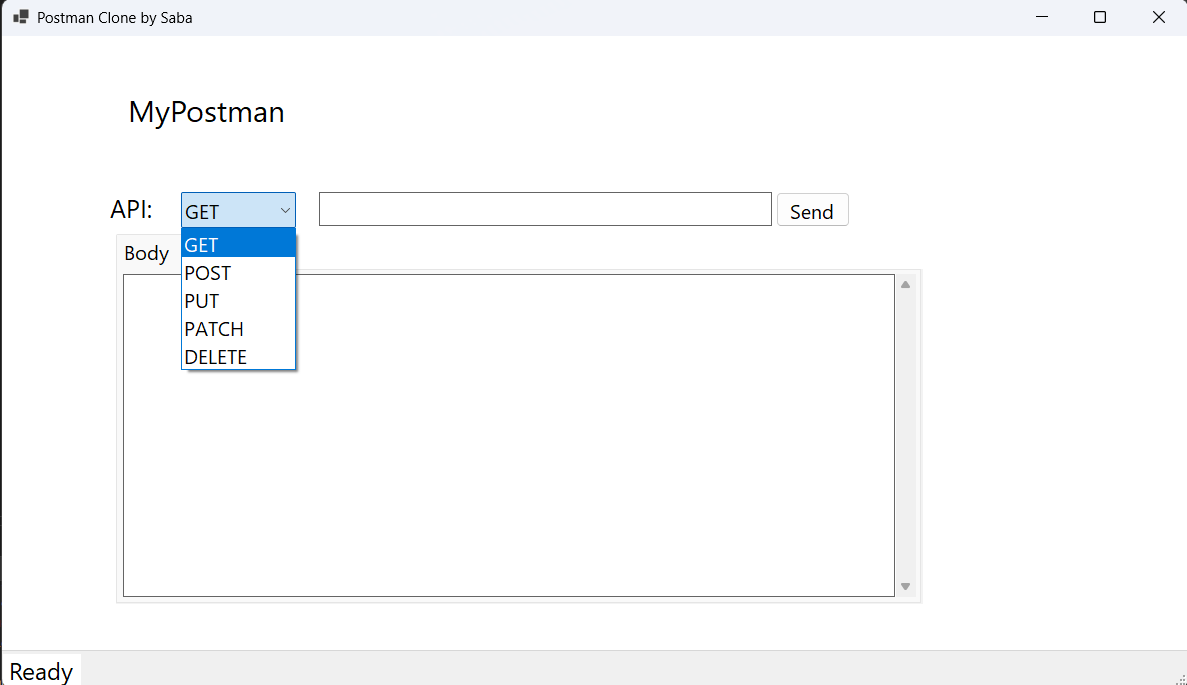 Postman Clone by Saba
MyPostman
API: GET Send
Body
GET
POST
PUT
PATCH
DELETE
Ready